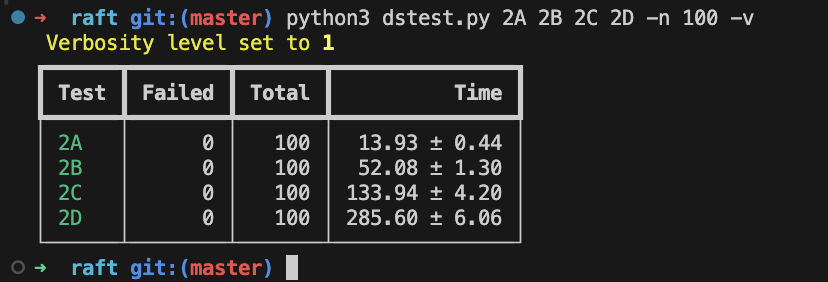 → raft git:(master) python3 dstest.py 2A 2B 2C 2D -n 100 -v
Verbosity level set to 1
Test Failed Total Time
2A 0 100 13.93 ± 0.44
2B 0 100 52.08 ± 1.30
2C 0 100 133.94 ± 4.20
2D 0 100 285.60 ± 6.06
→ raft git:(master)